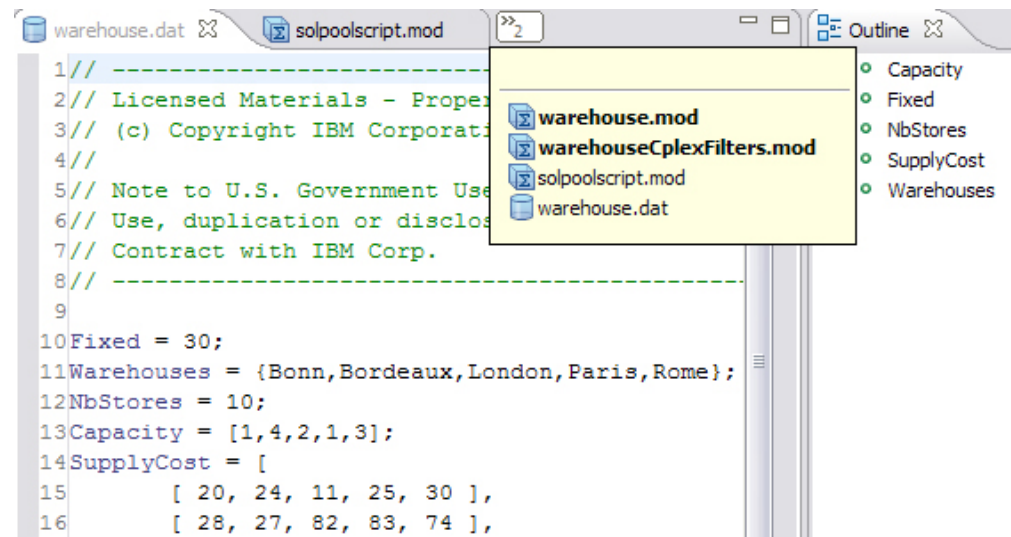 warehouse.dat
solpoolscript.mod
»2
Outline
1// ----------------------------
2// Licensed Materials - Proper
3// (c) Copyright IBM Corporati
4//
5// Note to U.S. Government Use
6// Use, duplication or disclos
7// Contract with IBM Corp.
8// ---------------------------------------------
9
10Fixed = 30;
11Warehouses = {Bonn,Bordeaux,London,Paris,Rome};
12NbStores = 10;
13Capacity = [1,4,2,1,3];
14SupplyCost = [
15 [ 20, 24, 11, 25, 30 ],
16 [ 28, 27, 82, 83, 74 ],
warehouse.mod
warehouseCplexFilters.mod
solpoolscript.mod
warehouse.dat
Capacity
Fixed
NbStores
SupplyCost
Warehouses